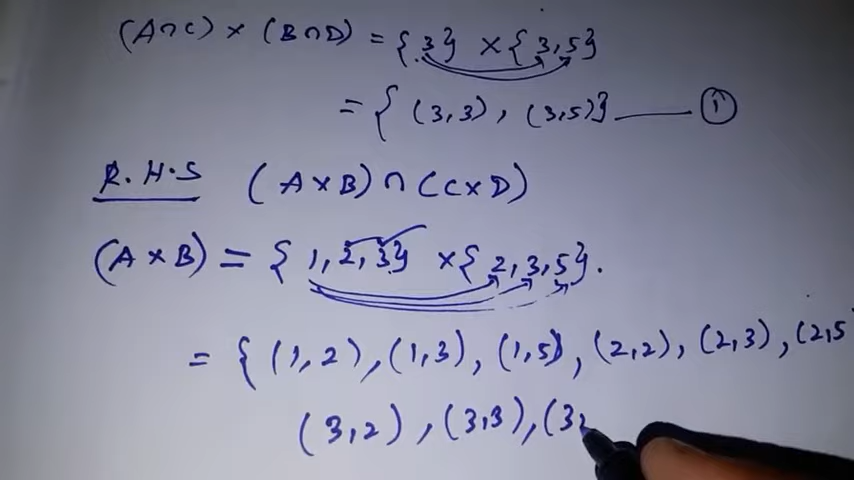 (A∩C) × (B∩D) = {3} × {3,5}
= { (3,3), (3,5)} —— ①
R.H.S (A×B)∩(C×D)
(A×B) = { 1,2,3} ×{2,3,5}.
= { (1,2),(1,3),(1,5),(2,2),(2,3),(2,5
(3,2),(3,3),(3,